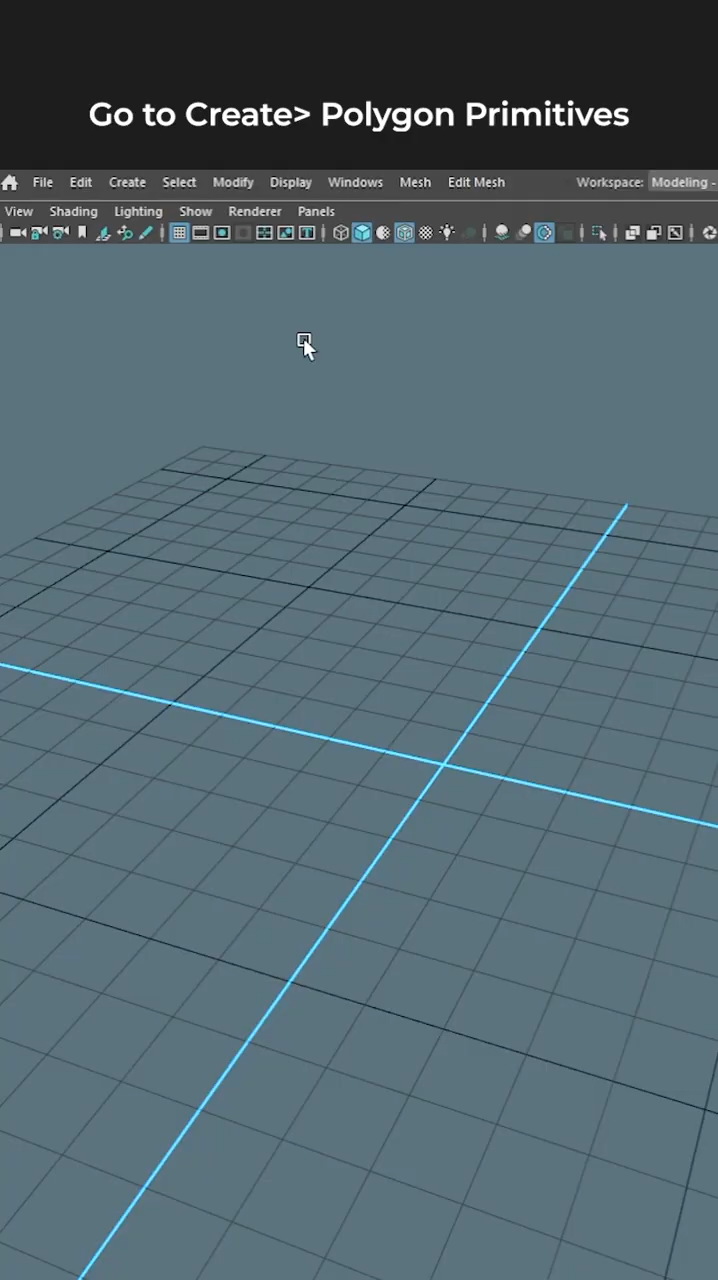 Go to Create> Polygon Primitives
File Edit Create Select Modify Display Windows Mesh Edit Mesh Workspace: Modeling -
View Shading Lighting Show Renderer Panels